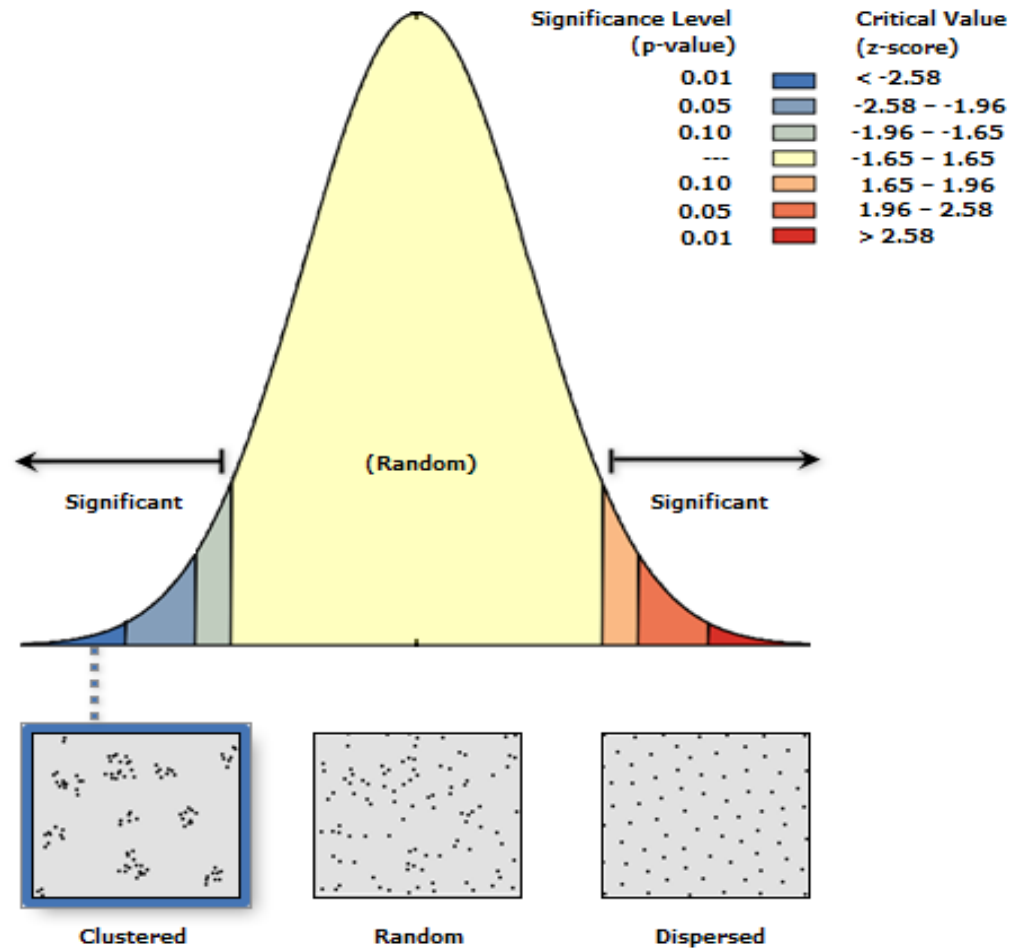 Significance Level Critical Value
(p-value) (z-score)
0.01 < -2.58
0.05 -2.58 – -1.96
0.10 -1.96 – -1.65
--- -1.65 – 1.65
0.10 1.65 – 1.96
0.05 1.96 – 2.58
0.01 > 2.58
(Random)
Significant Significant
Clustered Random Dispersed